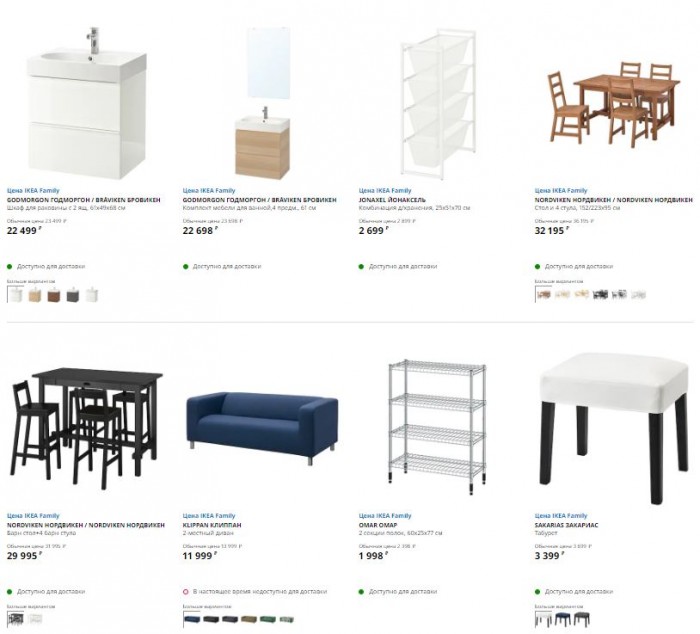 Цена IKEA Family
GODMORGON ГОДМОРГОН / BRÅVIKEN БРОВИКЕН
Шкаф для раковины с 2 ящ, 61x49x68 см
Обычная цена 23 499 ₽
22 499 ₽
Доступно для доставки
Больше вариантов
Цена IKEA Family
GODMORGON ГОДМОРГОН / BRÅVIKEN БРОВИКЕН
Комплект мебели для ванной,4 предм., 61 см
Обычная цена 23 698 ₽
22 698 ₽
Доступно для доставки
Цена IKEA Family
JONAXEL ЙОНАКСЕЛЬ
Комбинация д/хранения, 25x51x70 см
Обычная цена 2 899 ₽
2 699 ₽
Доступно для доставки
Цена IKEA Family
NORDVIKEN НОРДВИКЕН / NORDVIKEN НОРДВИКЕН
Стол и 4 стула, 152/223x95 см
Обычная цена
32 195 ₽
Доступно для доставки
Больше вариантов
Цена IKEA Family
NORDVIKEN НОРДВИКЕН / NORDVIKEN НОРДВИКЕН
Барн стол+4 барн стула
Обычная цена 31 995 ₽
29 995 ₽
Доступно для доставки
Больше вариантов
Цена IKEA Family
KLIPPAN КЛИППАН
2-местный диван
Обычная цена 12 999 ₽
11 999 ₽
В настоящее время недоступно для доставки
Больше вариантов
Цена IKEA Family
OMAR ОМАР
2 секции полок, 60x25x77 см
Обычная цена 2 398 ₽
1 998 ₽
Доступно для доставки
Цена IKEA Family
SAKARIAS ЗАКАРИАС
Табурет
Обычная цена 3 899 ₽
3 399 ₽
Доступно для доставки
Больше вариантов